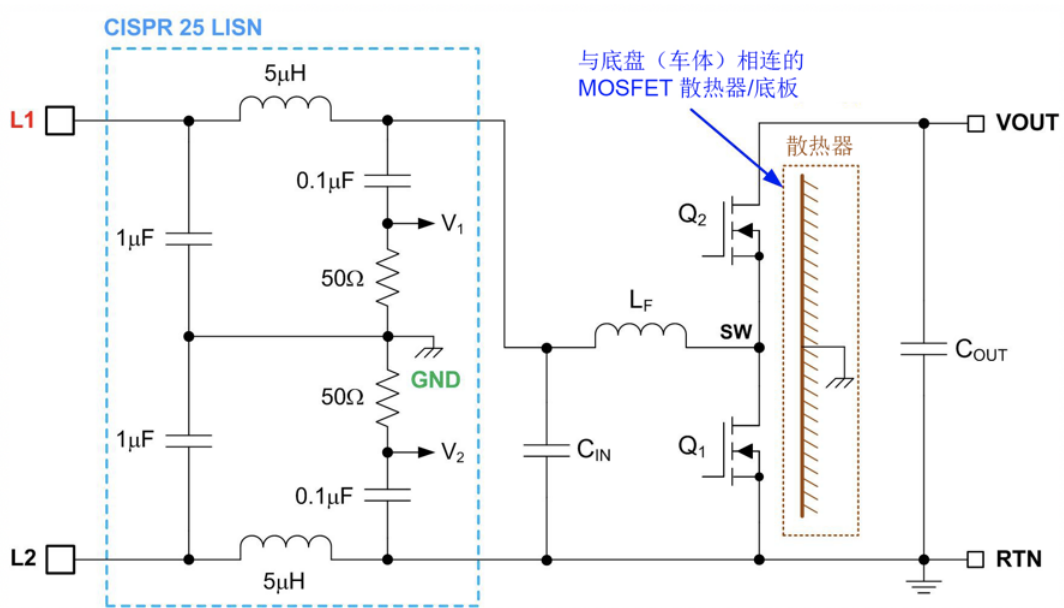 CISPR 25 LISN
5μH
与底盘（车体）相连的
MOSFET 散热器/底板
L1
VOUT
散热器
0.1μF
V1
Q2
1μF
50Ω
LF
SW
GND
COUT
50Ω
1μF
V2
CIN
Q1
0.1μF
L2
RTN
5μH